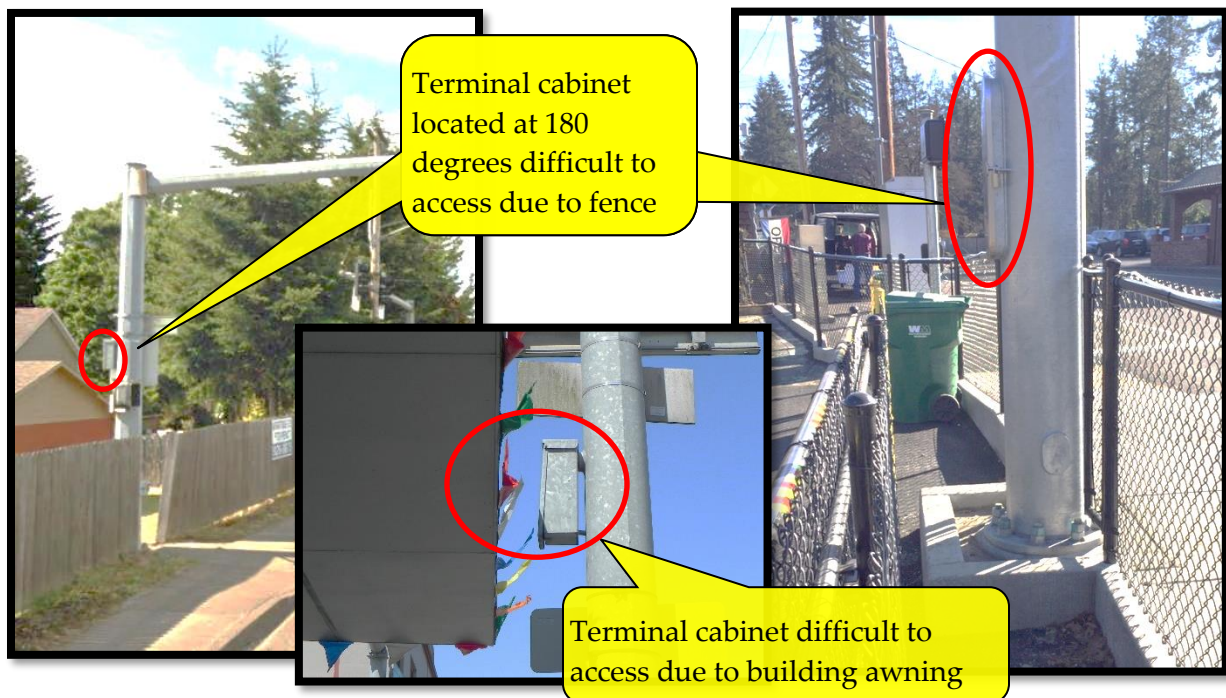 Terminal cabinet
located at 180
degrees difficult to
access due to fence
WM
Terminal cabinet difficult to
access due to building awning